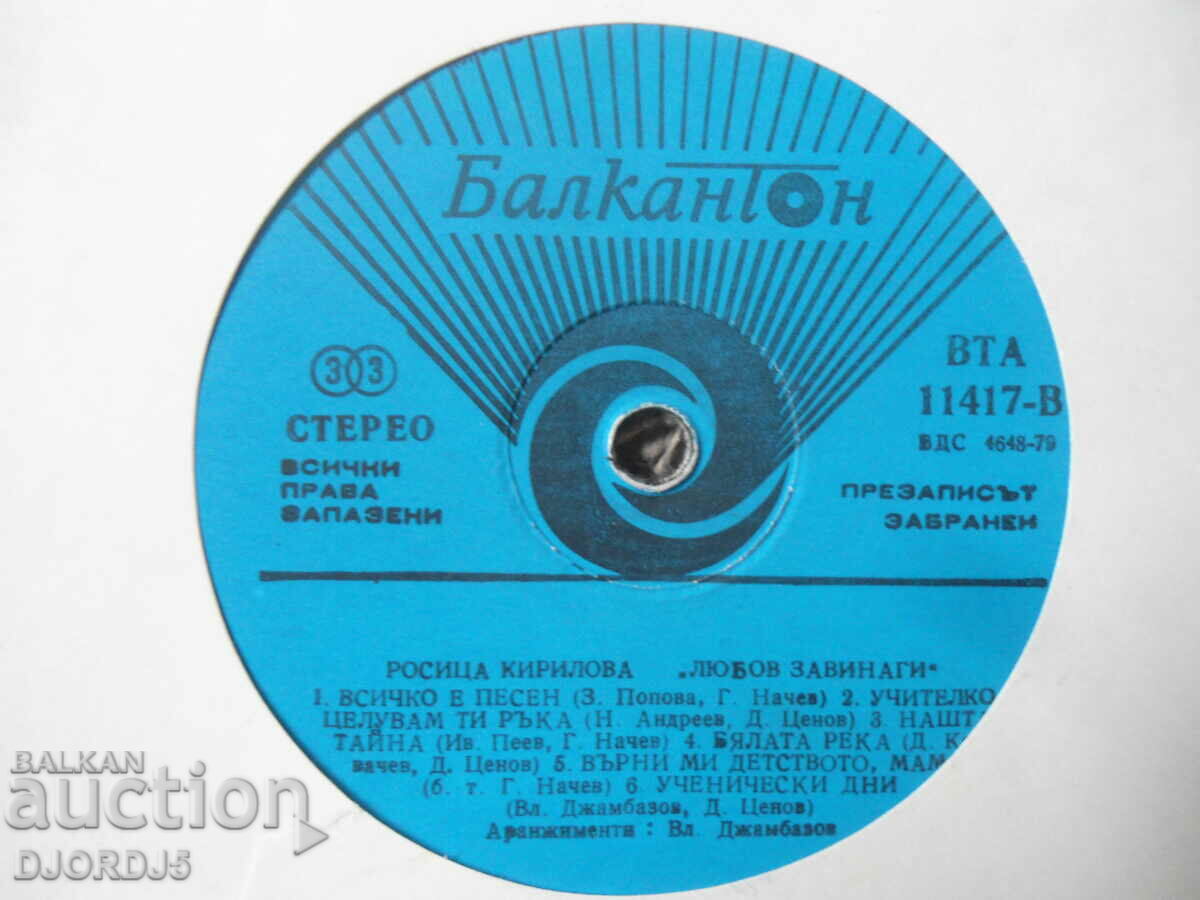 Балкантон
33
СТЕРЕО
ВСИЧКИ
ПРАВА
ЗАПАЗЕНИ
ВТА
11417-В
ВДС 4648-79
ПРЕЗАПИСЪТ
ЗАБРАНЕН
РОСИЦА КИРИЛОВА „ЛЮБОВ ЗАВИНАГИ“
1. ВСИЧКО Е ПЕСЕН (З. Попова, Г. Начев) 2. УЧИТЕЛКО
ЦЕЛУВАМ ТИ РЪКА (Н. Андреев, Д. Ценов) 3. НАШТА
ТАЙНА (Ив. Пеев, Г. Начев) 4. БЯЛАТА РЕКА (Д. К
вачев, Д. Ценов) 5. ВЪРНИ МИ ДЕТСТВОТО, МАМ
(б. т. Г. Начев) 6. УЧЕНИЧЕСКИ ДНИ
(Вл. Джамбазов, Д. Ценов)
Аранжименти : Вл. Джамбазов
BALKAN
auction
DJORDJ5